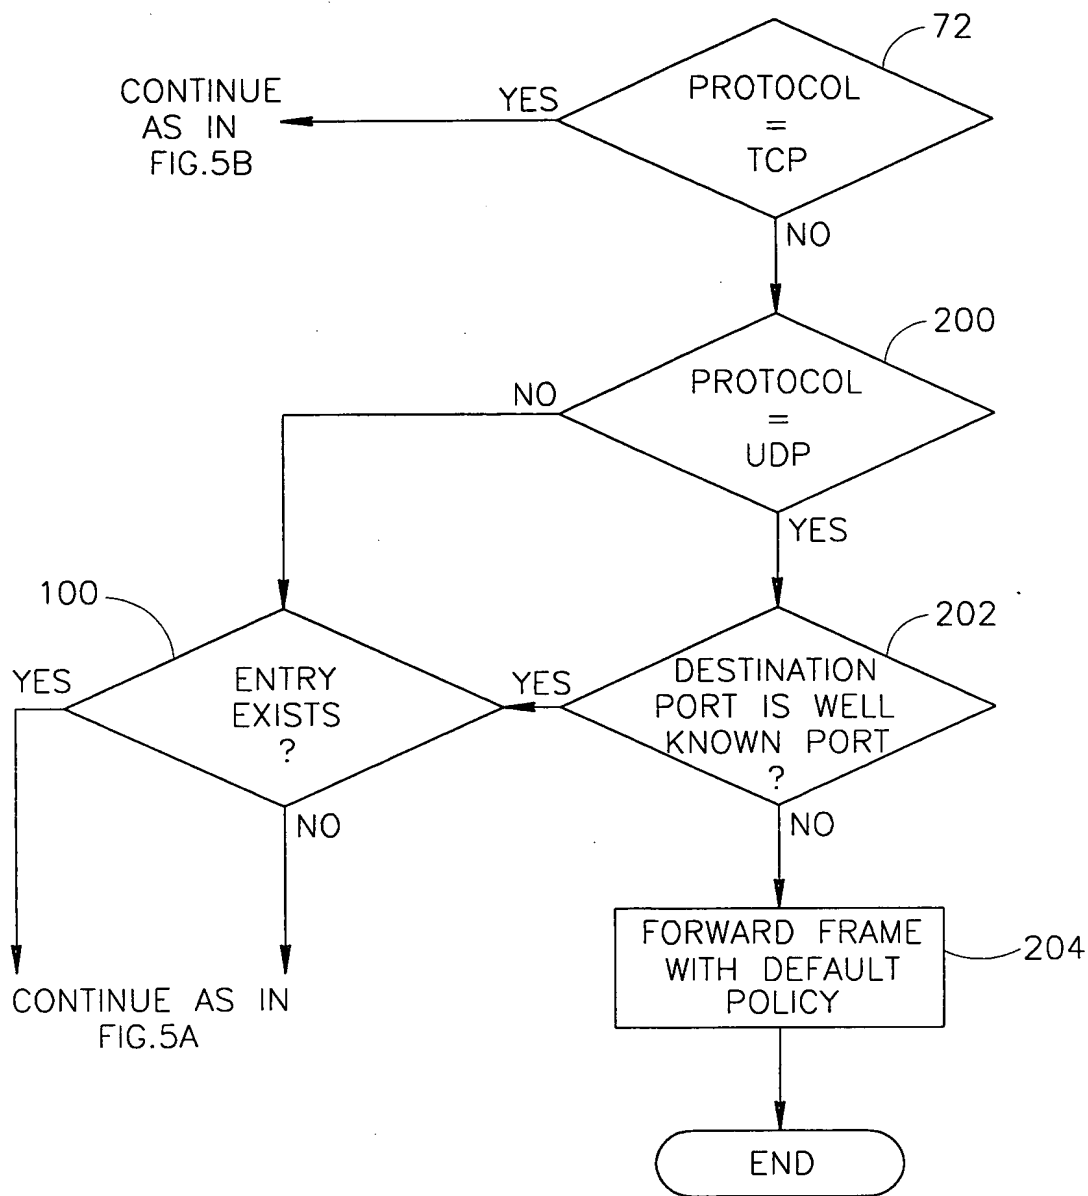 72
CONTINUE
AS IN
FIG.5B
YES
PROTOCOL
=
TCP
NO
200
NO
PROTOCOL
=
UDP
YES
100
202
YES
ENTRY
EXISTS
?
YES
DESTINATION
PORT IS WELL
KNOWN PORT
?
NO
NO
FORWARD FRAME
WITH DEFAULT
POLICY
204
CONTINUE AS IN
FIG.5A
END